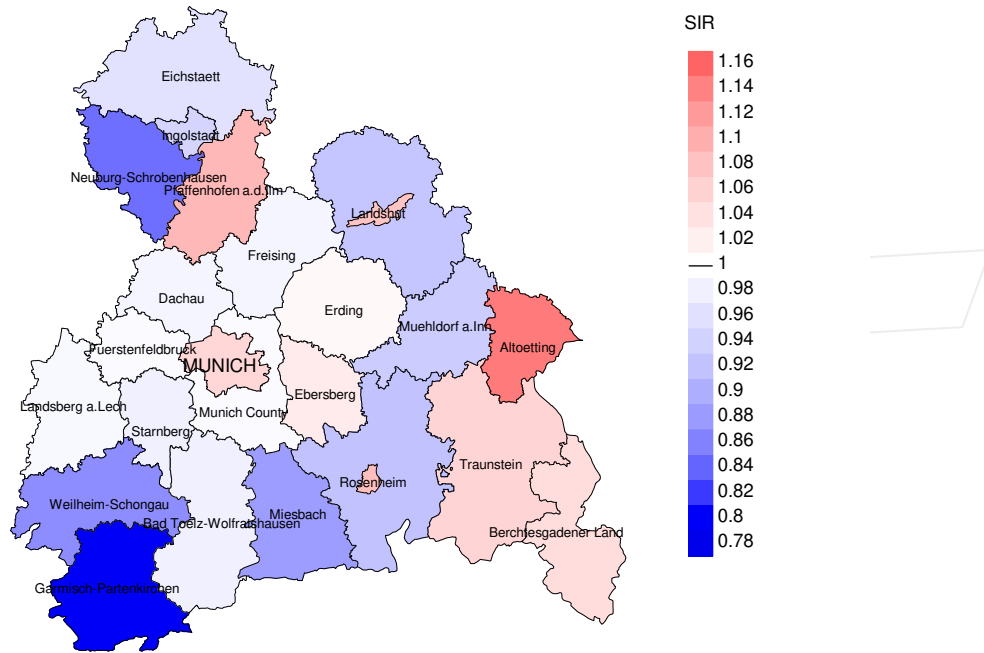 SIR
1.16
1.14
1.12
1.1
1.08
1.06
1.04
1.02
1
0.98
0.96
0.94
0.92
0.9
0.88
0.86
0.84
0.82
0.8
0.78
Eichstaett
Ingolstadt
Neuburg-Schrobenhausen
Pfaffenhofen a.d.Ilm
Landshut
Freising
Dachau
Erding
Muehldorf a.Inn
Altoetting
Fuerstenfeldbruck
MUNICH
Ebersberg
Landsberg a.Lech
Munich County
Starnberg
Traunstein
Rosenheim
Weilheim-Schongau
Miesbach
Bad Toelz-Wolfratshausen
Berchtesgadener Land
Garmisch-Partenkirchen